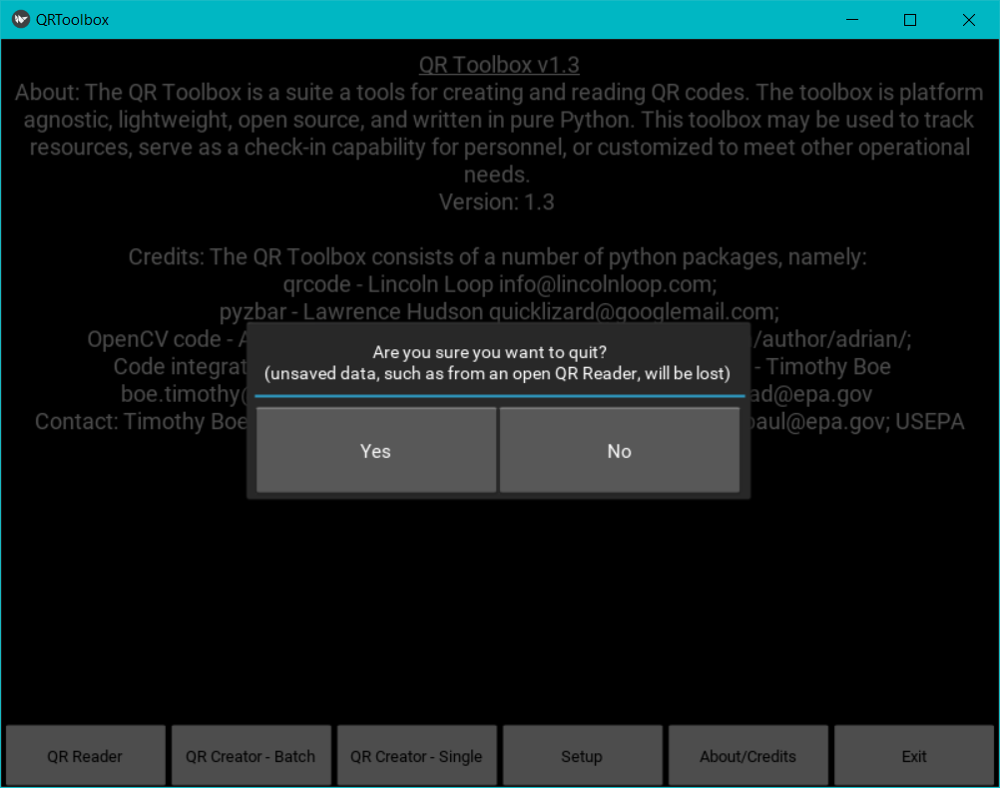 QRToolbox
QR Toolbox v1.3
About: The QR Toolbox is a suite a tools for creating and reading QR codes. The toolbox is platform
agnostic, lightweight, open source, and written in pure Python. This toolbox may be used to track
resources, serve as a check-in capability for personnel, or customized to meet other operational
needs.
Version: 1.3
Credits: The QR Toolbox consists of a number of python packages, namely:
qrcode - Lincoln Loop info@lincolnloop.com;
pyzbar - Lawrence Hudson quicklizard@googlemail.com;
OpenCV code - /author/adrian/;
Code - Timothy Boe
boe.timothy@ ad@epa.gov
Contact: Timothy Boe paul@epa.gov; USEPA
Are you sure you want to quit?
(unsaved data, such as from an open QR Reader, will be lost)
Yes No
QR Reader QR Creator - Batch QR Creator - Single Setup About/Credits Exit